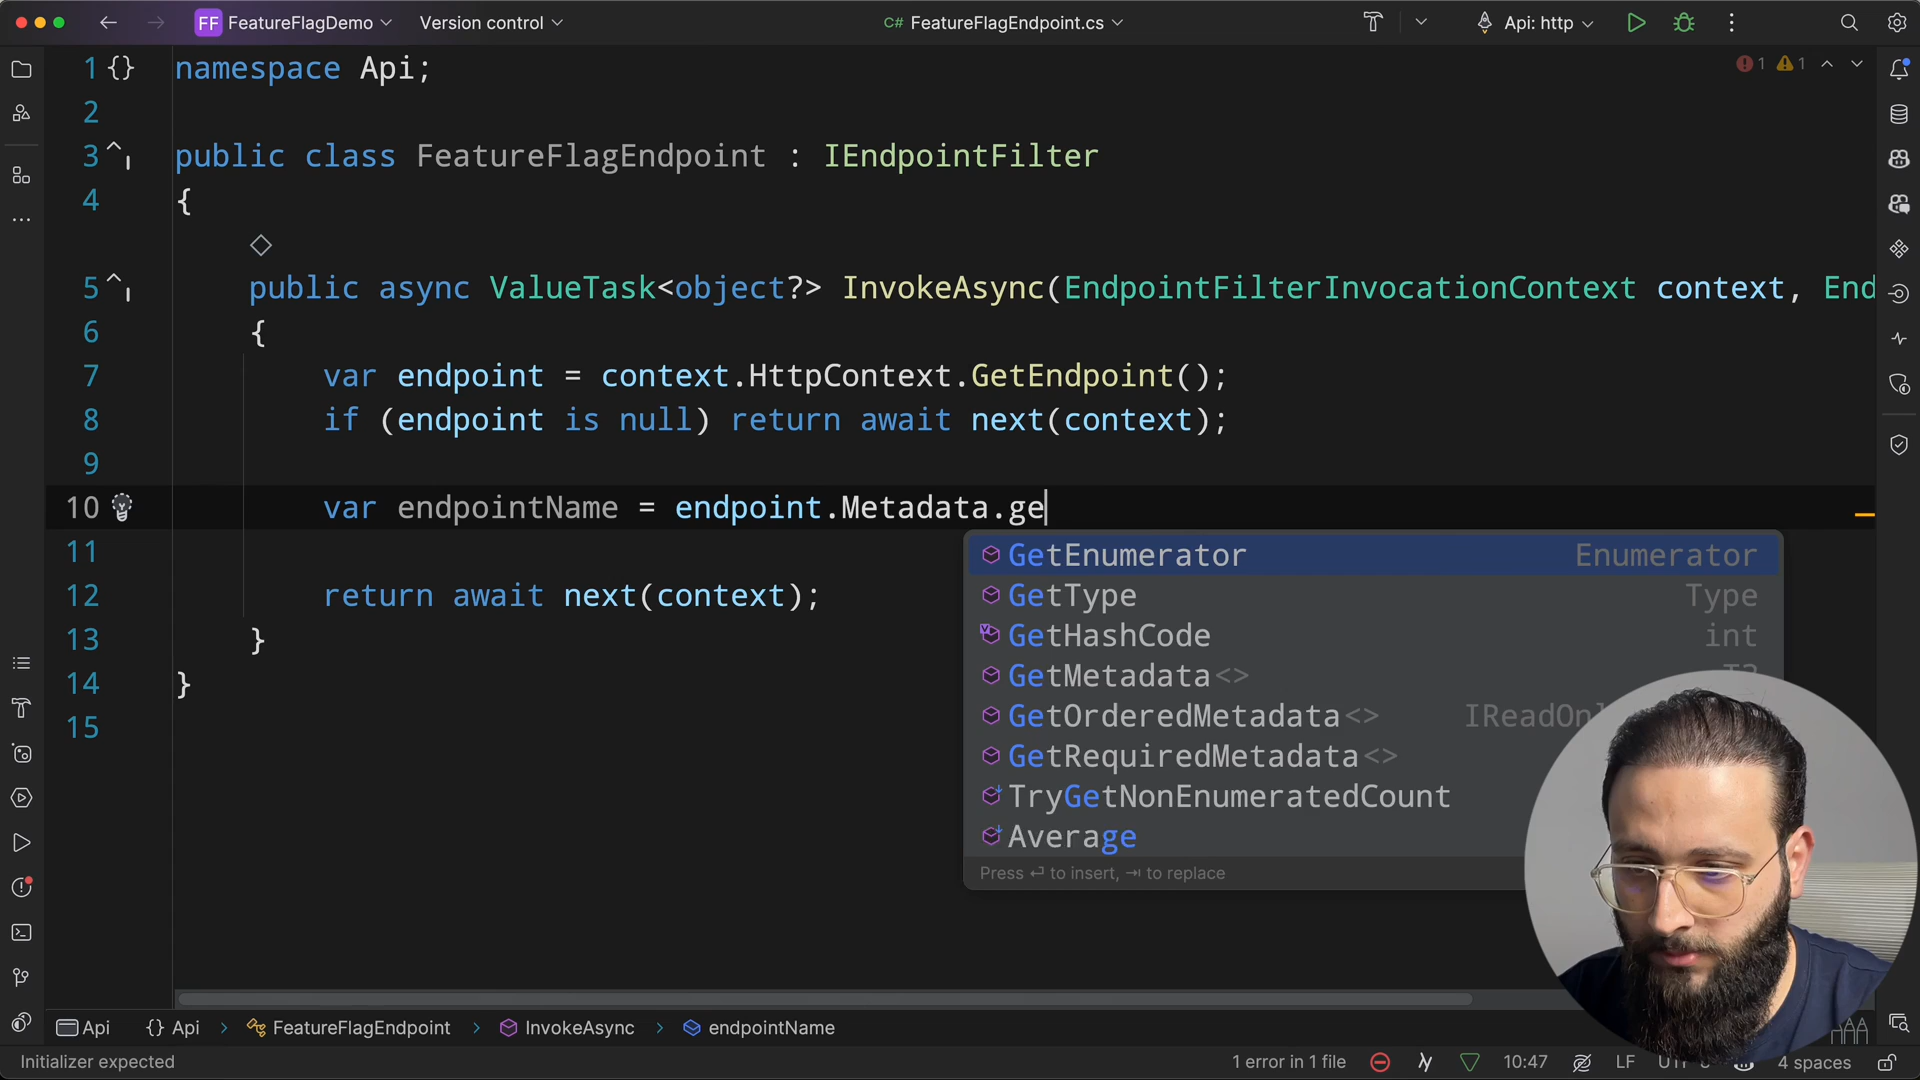 FF FeatureFlagDemo Version control C# FeatureFlagEndpoint.cs Api: http
1 {} namespace Api; 1 1
2
3 public class FeatureFlagEndpoint : IEndpointFilter
4 {
5 public async ValueTask<object?> InvokeAsync(EndpointFilterInvocationContext context, End
6 {
7 var endpoint = context.HttpContext.GetEndpoint();
8 if (endpoint is null) return await next(context);
9
10 var endpointName = endpoint.Metadata.ge
11
12 return await next(context);
13 }
14 }
15
GetEnumerator Enumerator
GetType Type
GetHashCode int
GetMetadata<>
GetOrderedMetadata<> IReadOnl
GetRequiredMetadata<>
TryGetNonEnumeratedCount
Average
Press ⏎ to insert, ⇥ to replace
Api {} Api > FeatureFlagEndpoint > InvokeAsync > endpointName
Initializer expected 1 error in 1 file 10:47 LF 4 spaces